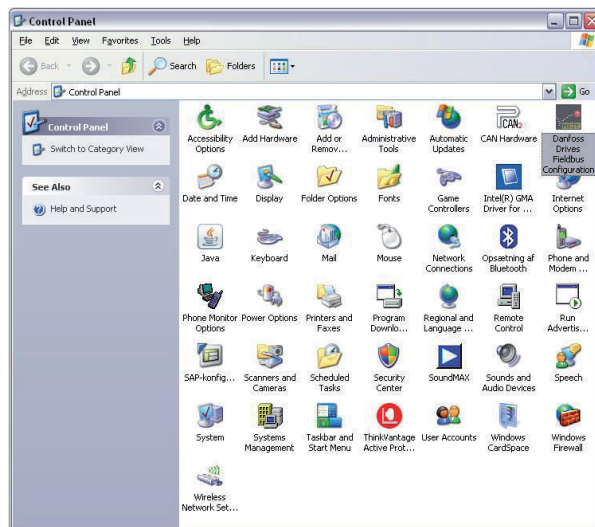 Control Panel
File Edit View Favorites Tools Help
Back Search Folders
Address Control Panel Go
Control Panel
Switch to Category View
See Also
Help and Support
Accessibility
Options
Add Hardware
Add or
Remov...
Administrative
Tools
Automatic
Updates
CAN Hardware
Danfoss
Drives
Fieldbus
Configuration
Date and Time
Display
Folder Options
Fonts
Game
Controllers
Intel(R) GMA
Driver for ...
Internet
Options
Java
Keyboard
Mail
Mouse
Network
Connections
Opsætning af
Bluetooth
Phone and
Modem ...
Phone Monitor
Options
Power Options
Printers and
Faxes
Program
Downlo...
Regional and
Language ...
Remote
Control
Run
Advertis...
SAP-konfig...
Scanners and
Cameras
Scheduled
Tasks
Security
Center
SoundMAX
Sounds and
Audio Devices
Speech
System
Systems
Management
Taskbar and
Start Menu
ThinkVantage
Active Prot...
User Accounts
Windows
CardSpace
Windows
Firewall
Wireless
Network Set...